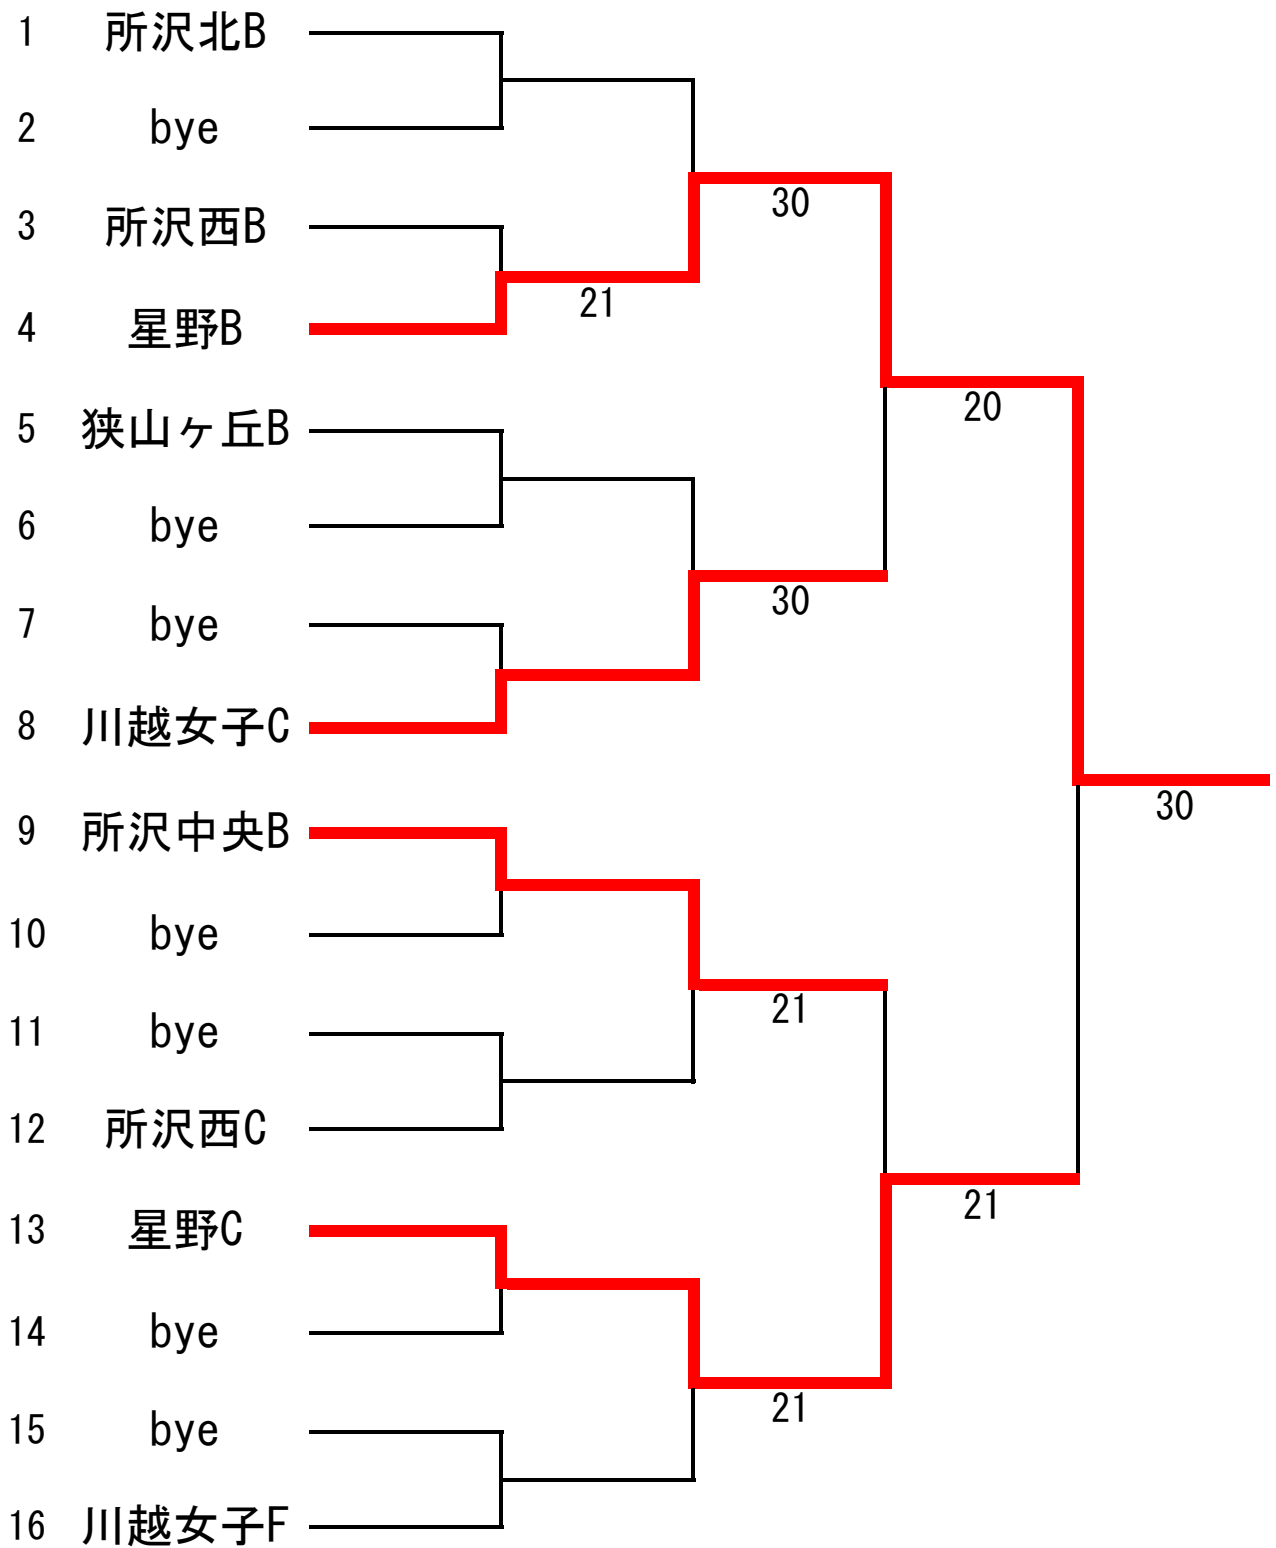 1 所沢北B
2 bye
30
3 所沢西B
21
4 星野B
20
5 狭山ヶ丘B
6 bye
30
7 bye
8 川越女子C
30
9 所沢中央B
10 bye
21
11 bye
12 所沢西C
21
13 星野C
14 bye
21
15 bye
16 川越女子F